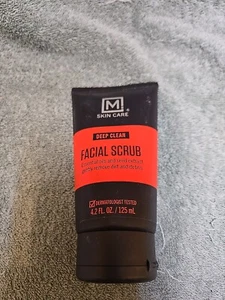 M
SKIN CARE
DEEP CLEAN
FACIAL SCRUB
DERMATOLOGIST TESTED
4.2 FL. OZ. / 125 mL